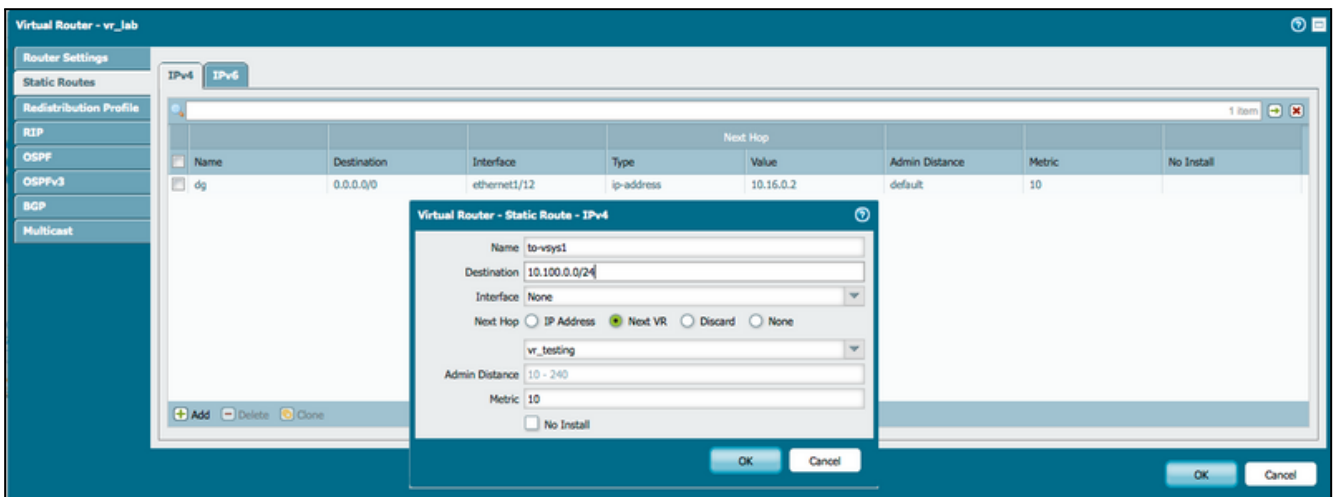 Virtual Router - vr_lab
Router Settings
Static Routes
Redistribution Profile
RIP
OSPF
OSPFv3
BGP
Multicast
IPv4 IPv6
1 item
Next Hop
Name Destination Interface Type Value Admin Distance Metric No Install
dg 0.0.0.0/0 ethernet1/12 ip-address 10.16.0.2 default 10
Virtual Router - Static Route - IPv4
Name to-vsys1
Destination 10.100.0.0/24
Interface None
Next Hop IP Address Next VR Discard None
vr_testing
Admin Distance 10 - 240
Metric 10
No Install
OK Cancel
Add Delete Clone
OK Cancel